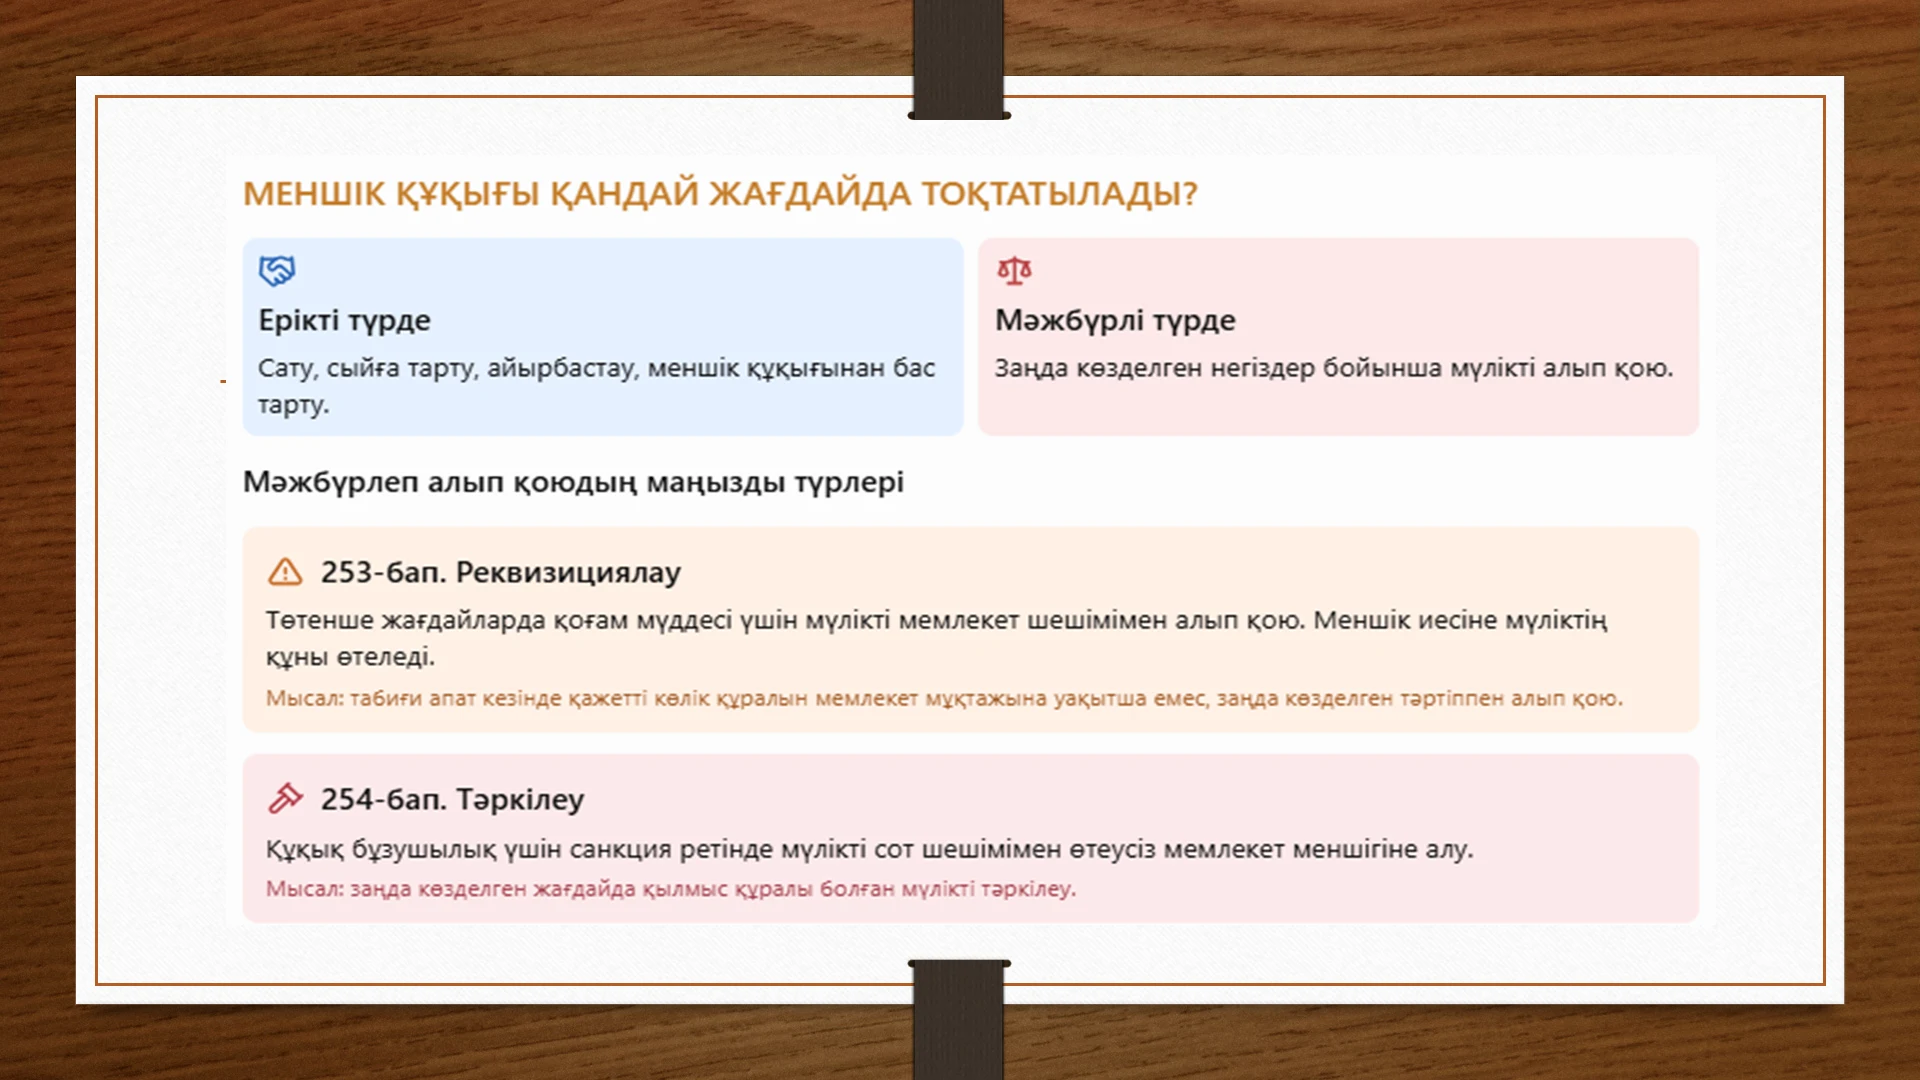 МЕНШІК ҚҰҚЫҒЫ ҚАНДАЙ ЖАҒДАЙДА ТОҚТАТЫЛАДЫ?
Ерікті түрде
Сату, сыйға тарту, айырбастау, меншік құқығынан бас
тарту.
Мәжбүрлі түрде
Заңда көзделген негіздер бойынша мүлікті алып қою.
Мәжбүрлеп алып қоюдың маңызды түрлері
253-бап. Реквизициялау
Төтенше жағдайларда қоғам мүддесі үшін мүлікті мемлекет шешімімен алып қою. Меншік иесіне мүліктің
құны өтеледі.
Мысал: табиғи апат кезінде қажетті көлік құралын мемлекет мұқтажына уақытша емес, заңда көзделген тәртіппен алып қою.
254-бап. Тәркілеу
Құқық бұзушылық үшін санкция ретінде мүлікті сот шешімімен өтеусіз мемлекет меншігіне алу.
Мысал: заңда көзделген жағдайда қылмыс құралы болған мүлікті тәркілеу.